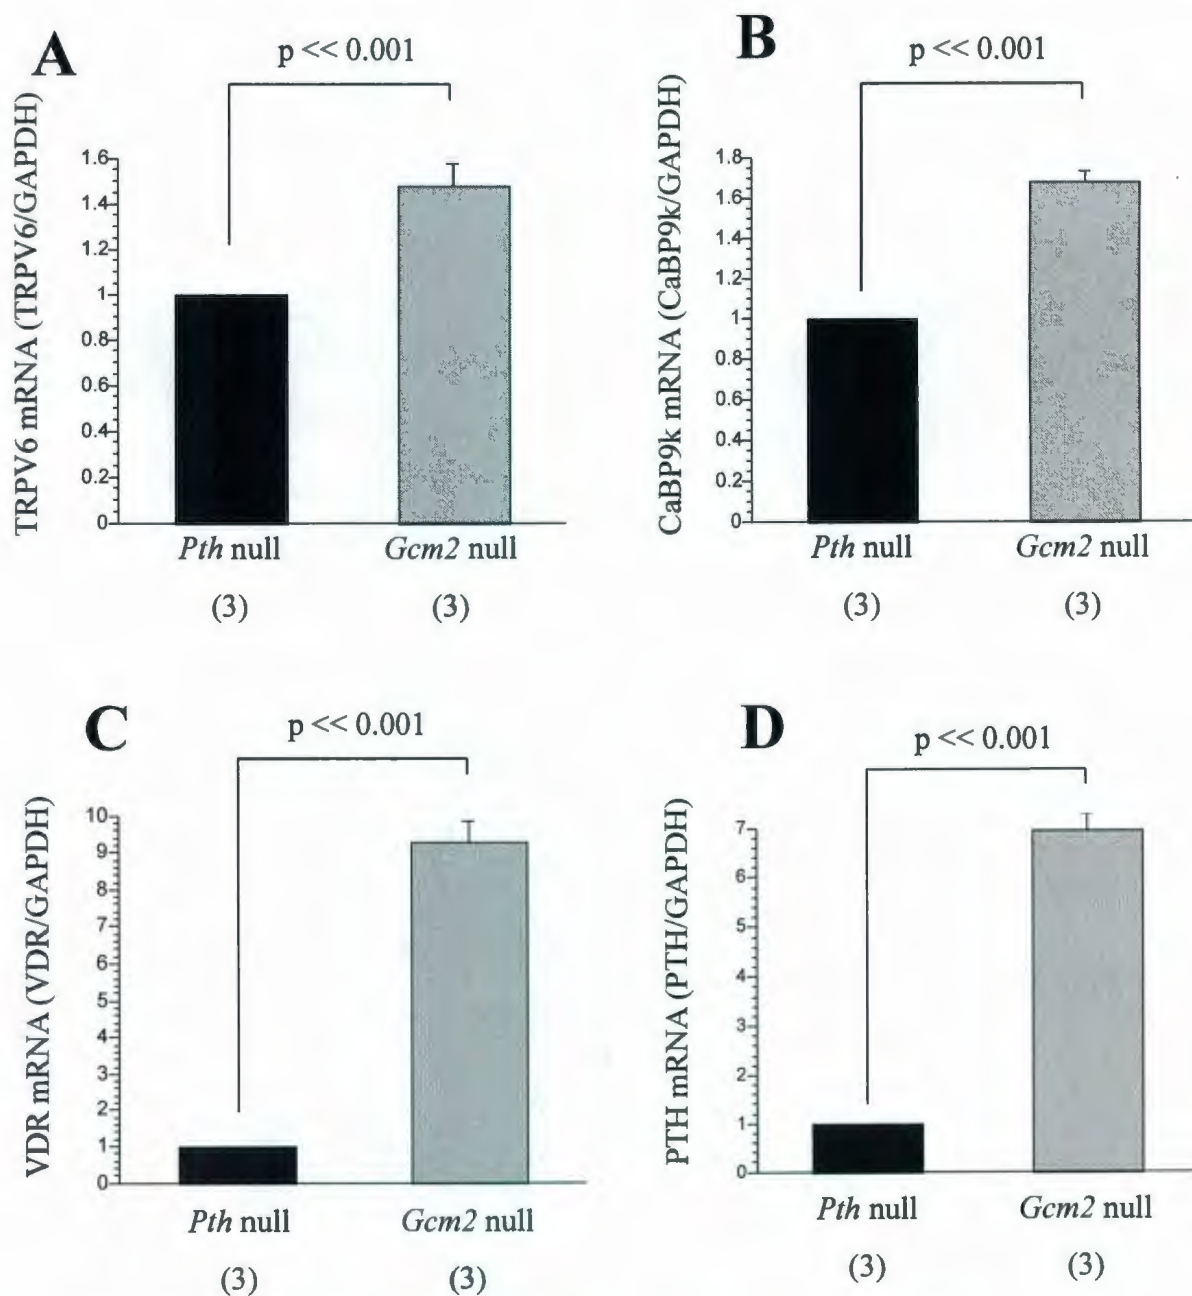 A
p << 0.001
TRPV6 mRNA (TRPV6/GAPDH)
1.6
1.4
1.2
1
0.8
0.6
0.4
0.2
0
Pth null
Gcm2 null
(3)
(3)
B
p << 0.001
CaBP9k mRNA (CaBP9k/GAPDH)
1.8
1.6
1.4
1.2
1
0.8
0.6
0.4
0.2
0
Pth null
Gcm2 null
(3)
(3)
C
p << 0.001
VDR mRNA (VDR/GAPDH)
10
9
8
7
6
5
4
3
2
1
0
Pth null
Gcm2 null
(3)
(3)
D
p << 0.001
PTH mRNA (PTH/GAPDH)
7
6
5
4
3
2
1
0
Pth null
Gcm2 null
(3)
(3)